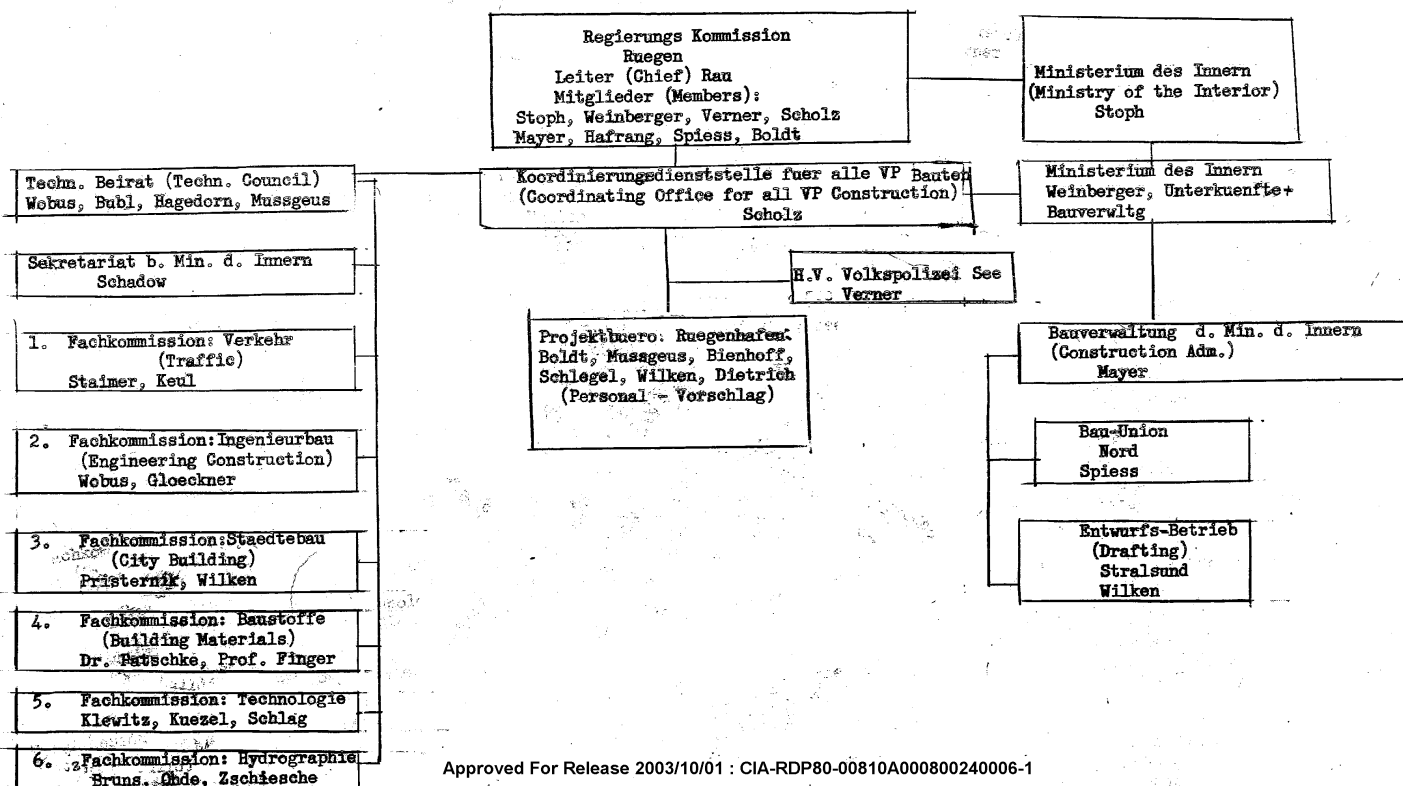 Regierungs Kommission
Ruegen
Leiter (Chief) Rau
Mitglieder (Members):
Stoph, Weinberger, Verner, Scholz
Mayer, Hafrang, Spiess, Boldt
Ministerium des Innern
(Ministry of the Interior)
Stoph
Techn. Beirat (Techn. Council)
Wobus, Bubl, Hagedorn, Mussgeus
Koordinierungsdienststelle fuer alle VP Bauten
(Coordinating Office for all VP Construction)
Scholz
Ministerium des Innern
Weinberger, Unterkuenfte+
Bauverwltg
Sekretariat b. Min. d. Innern
Schadow
H.V. Volkspolizei See
Verner
1. Fachkommission: Verkehr
(Traffic)
Staimer, Keul
Projektbuero: Ruegenhafen:
Boldt, Mussgeus, Bienhoff,
Schlegel, Wilken, Dietrich
(Personal - Vorschlag)
Bauverwaltung d. Min. d. Innern
(Construction Adm.)
Mayer
2. Fachkommission:Ingenieurbau
(Engineering Construction)
Wobus, Gloeckner
Bau-Union
Nord
Spiess
3. Fachkommission:Staedtebau
(City Building)
Pristernik, Wilken
Entwurfs-Betrieb
(Drafting)
Stralsund
Wilken
4. Fachkommission: Baustoffe
(Building Materials)
Dr. Patschke, Prof. Finger
5. Fachkommission: Technologie
Klewitz, Kuezel, Schlag
6. Fachkommission: Hydrographie
Bruns, Ohde, Zschiesche
Approved For Release 2003/10/01 : CIA-RDP80-00810A000800240006-1